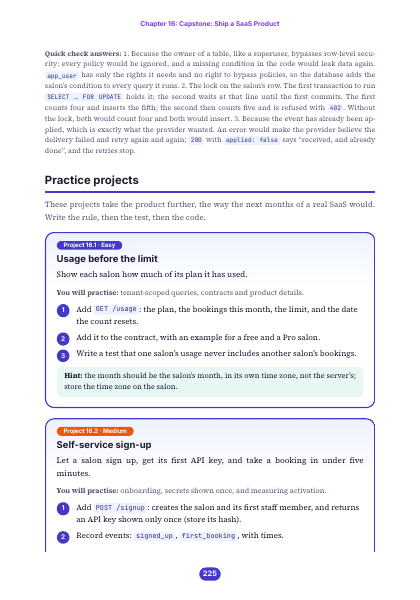 Chapter 16: Capstone: Ship a SaaS Product
Quick check answers: 1. Because the owner of a table, like a superuser, bypasses row-level secu-
rity: every policy would be ignored, and a missing condition in the code would leak data again.
app_user has only the rights it needs and no right to bypass policies, so the database adds the
salon's condition to every query it runs. 2. The lock on the salon's row. The first transaction to run
SELECT … FOR UPDATE holds it; the second waits at that line until the first commits. The first
counts four and inserts the fifth; the second then counts five and is refused with 402. Without
the lock, both would count four and both would insert. 3. Because the event has already been ap-
plied, which is exactly what the provider wanted. An error would make the provider believe the
delivery failed and retry again and again; 200 with applied: false says "received, and already
done", and the retries stop.
Practice projects
These projects take the product further, the way the next months of a real SaaS would.
Write the rule, then the test, then the code.
Project 16.1 · Easy
Usage before the limit
Show each salon how much of its plan it has used.
You will practise: tenant-scoped queries, contracts and product details.
1 Add GET /usage: the plan, the bookings this month, the limit, and the date
the count resets.
2 Add it to the contract, with an example for a free and a Pro salon.
3 Write a test that one salon's usage never includes another salon's bookings.
Hint: the month should be the salon's month, in its own time zone, not the server's;
store the time zone on the salon.
Project 16.2 · Medium
Self-service sign-up
Let a salon sign up, get its first API key, and take a booking in under five
minutes.
You will practise: onboarding, secrets shown once, and measuring activation.
1 Add POST /signup: creates the salon and its first staff member, and returns
an API key shown only once (store its hash).
2 Record events: signed_up, first_booking, with times.
225